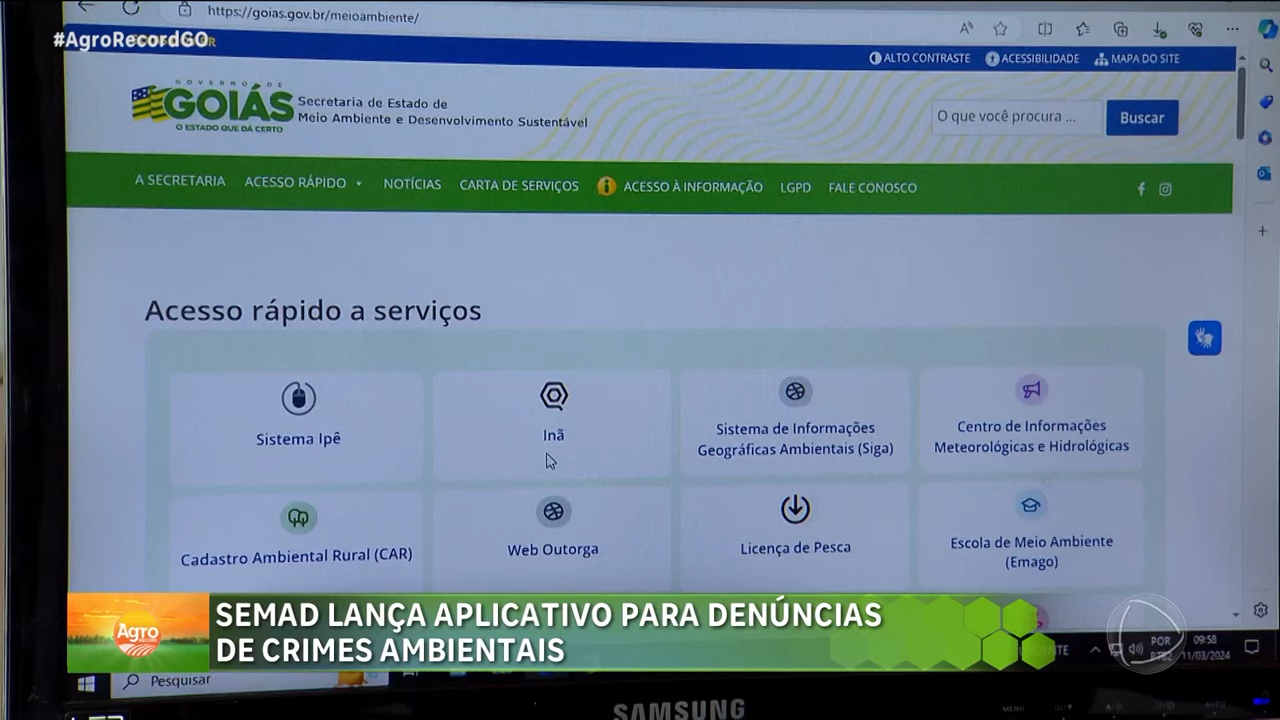 https://goias.gov.br/meioambiente/
#AgroRecordGO
ALTO CONTRASTE
ACESSIBILIDADE
MAPA DO SITE
GOVERNO DE
GOIÁS
O ESTADO QUE DÁ CERTO
Secretaria de Estado de
Meio Ambiente e Desenvolvimento Sustentável
O que você procura ...
Buscar
A SECRETARIA
ACESSO RÁPIDO
NOTÍCIAS
CARTA DE SERVIÇOS
ACESSO À INFORMAÇÃO
LGPD
FALE CONOSCO
Acesso rápido a serviços
Sistema Ipê
Inã
Sistema de Informações
Geográficas Ambientais (Siga)
Centro de Informações
Meteorológicas e Hidrológicas
Cadastro Ambiental Rural (CAR)
Web Outorga
Licença de Pesca
Escola de Meio Ambiente
(Emago)
Agro
SEMAD LANÇA APLICATIVO PARA DENÚNCIAS
DE CRIMES AMBIENTAIS
POR
PTB2
09:58
11/03/2024
Pesquisar
SAMSUNG
MENU
AUTO